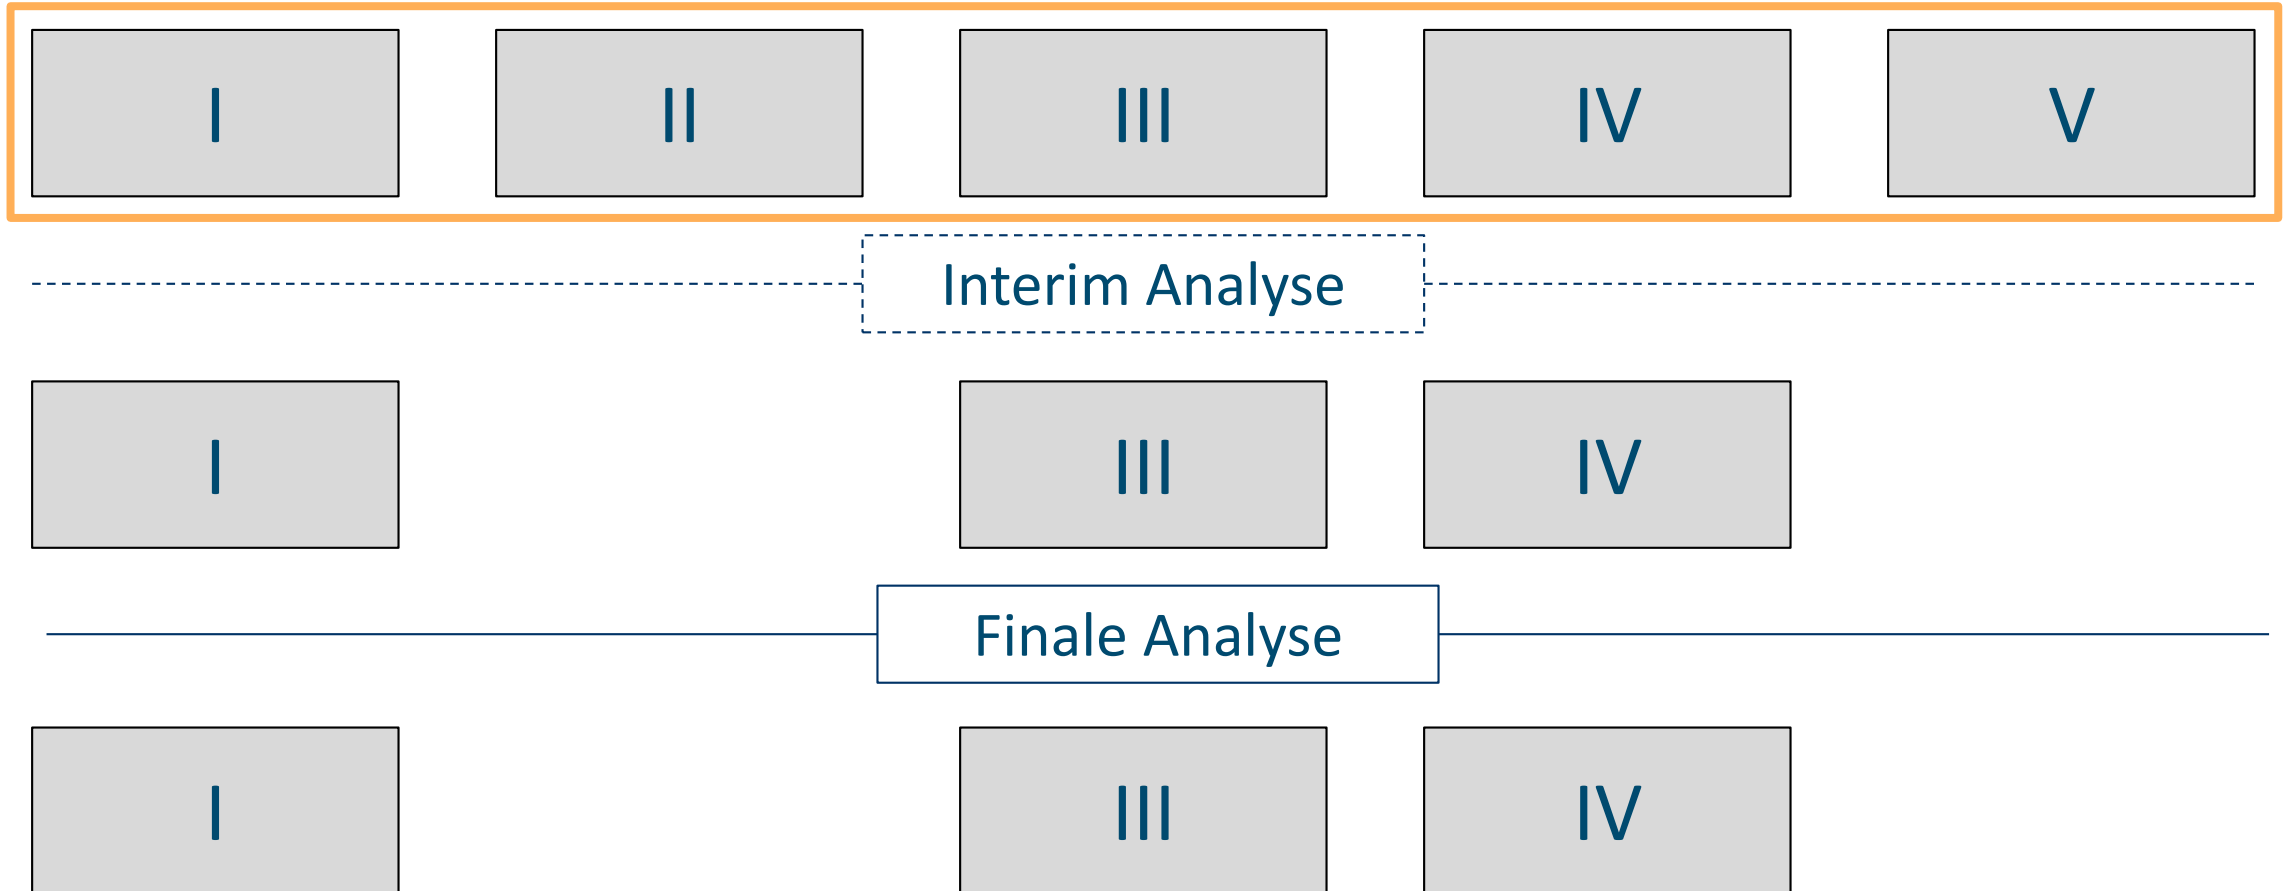 I II III IV V
Interim Analyse
I III IV
Finale Analyse
I III IV